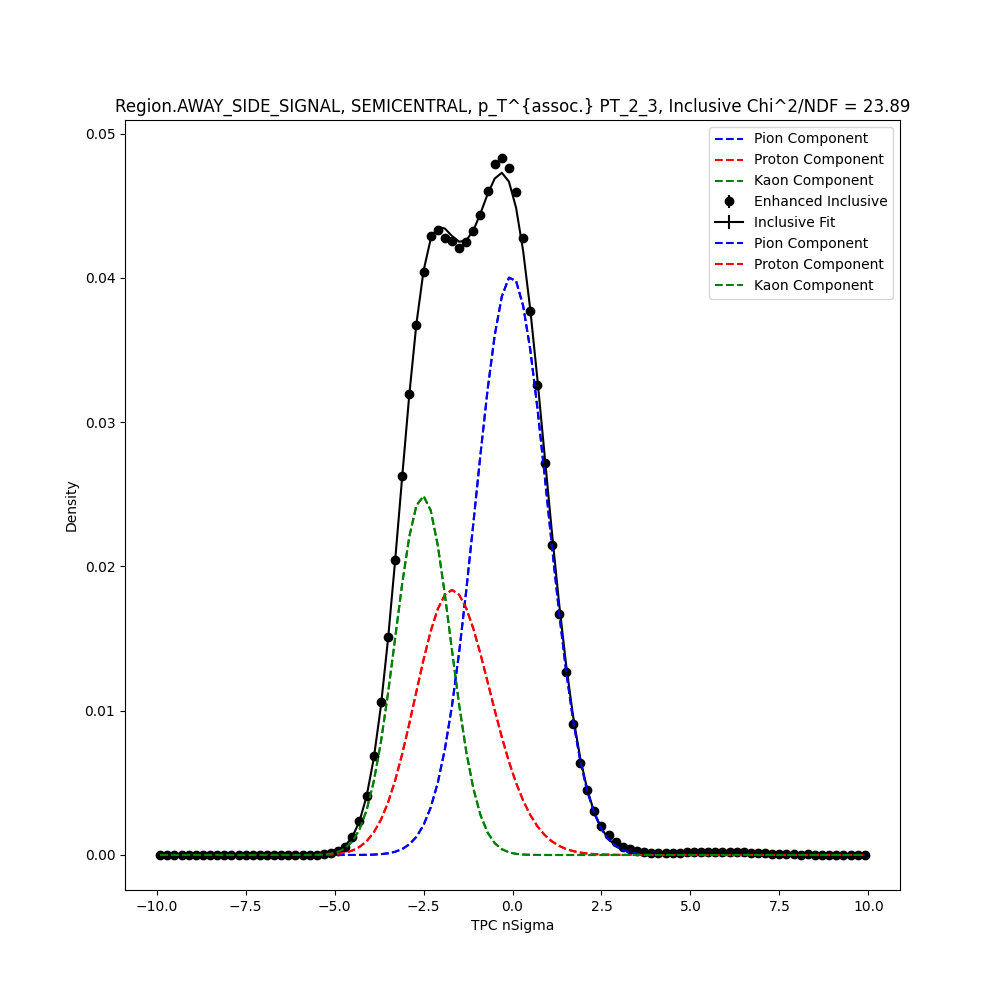 Region.AWAY_SIDE_SIGNAL, SEMICENTRAL, p_T^{assoc.} PT_2_3, Inclusive Chi^2/NDF = 23.89
Pion Component
Proton Component
Kaon Component
Enhanced Inclusive
Inclusive Fit
Pion Component
Proton Component
Kaon Component
0.05
0.04
0.03
0.02
0.01
0.00
Density
−10.0 −7.5 −5.0 −2.5 0.0 2.5 5.0 7.5 10.0
TPC nSigma